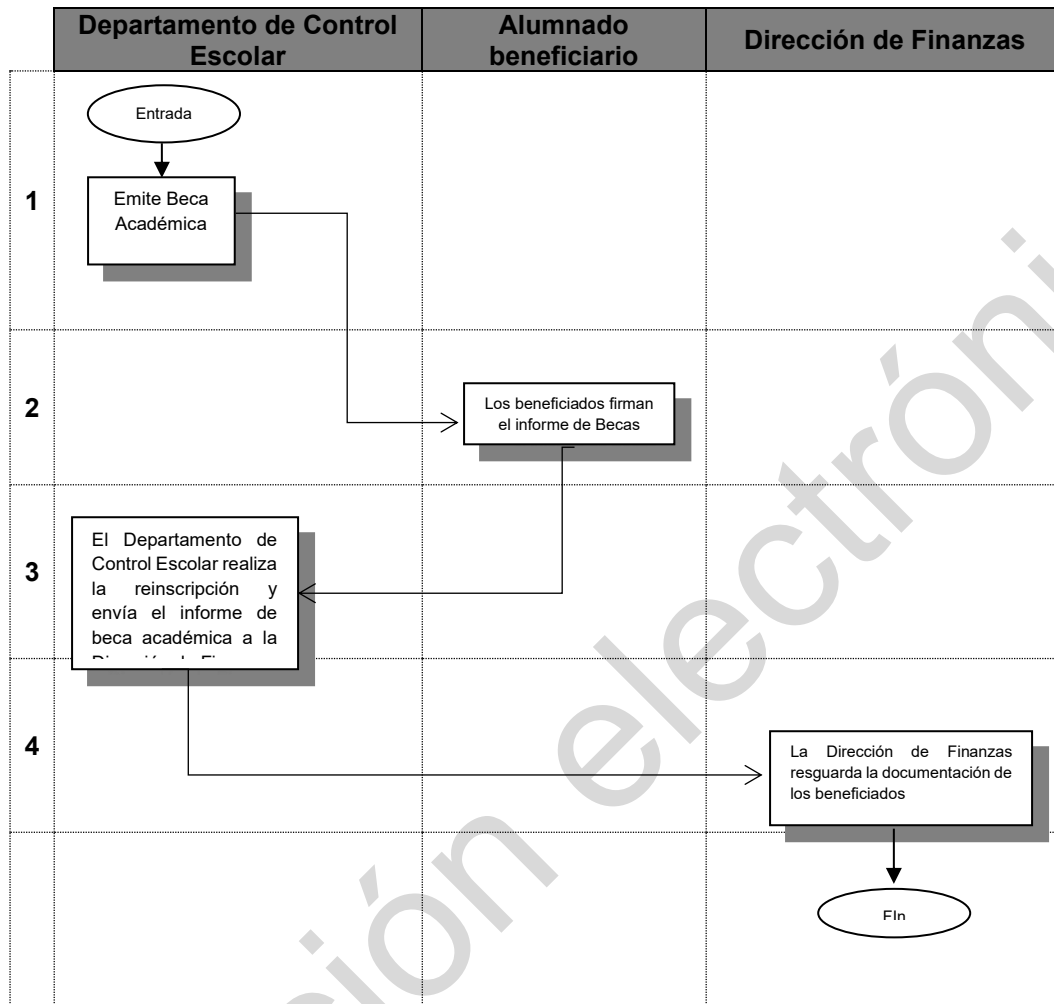 Departamento de Control
Escolar
Alumnado
beneficiario
Dirección de Finanzas
Entrada
1
Emite Beca
Académica
2
Los beneficiados firman
el informe de Becas
3
El Departamento de
Control Escolar realiza
la reinscripción y
envía el informe de
beca académica a la
4
La Dirección de Finanzas
resguarda la documentación de
los beneficiados
FIn
sión electróni